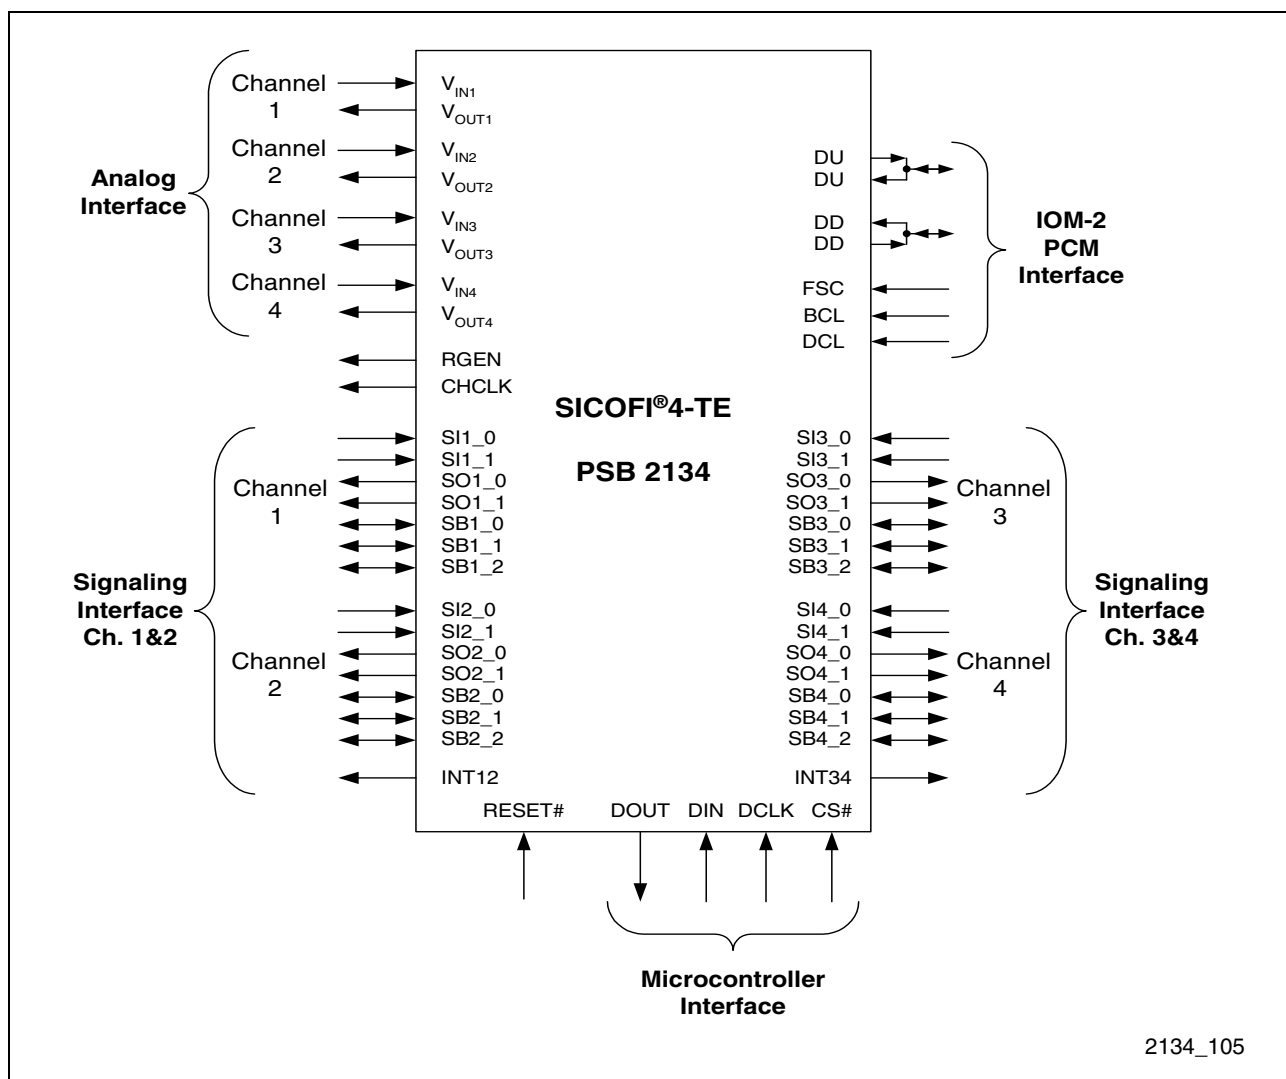 Analog
Interface
Channel
1
Channel
2
Channel
3
Channel
4
VIN1
VOUT1
VIN2
VOUT2
VIN3
VOUT3
VIN4
VOUT4
RGEN
CHCLK
DU
DU
DD
DD
FSC
BCL
DCL
IOM-2
PCM
Interface
SICOFI®4-TE
PSB 2134
Signaling
Interface
Ch. 1&2
Channel
1
Channel
2
SI1_0
SI1_1
SO1_0
SO1_1
SB1_0
SB1_1
SB1_2
SI2_0
SI2_1
SO2_0
SO2_1
SB2_0
SB2_1
SB2_2
INT12
SI3_0
SI3_1
SO3_0
SO3_1
SB3_0
SB3_1
SB3_2
SI4_0
SI4_1
SO4_0
SO4_1
SB4_0
SB4_1
SB4_2
INT34
Channel
3
Channel
4
Signaling
Interface
Ch. 3&4
RESET# DOUT DIN DCLK CS#
Microcontroller
Interface
2134_105